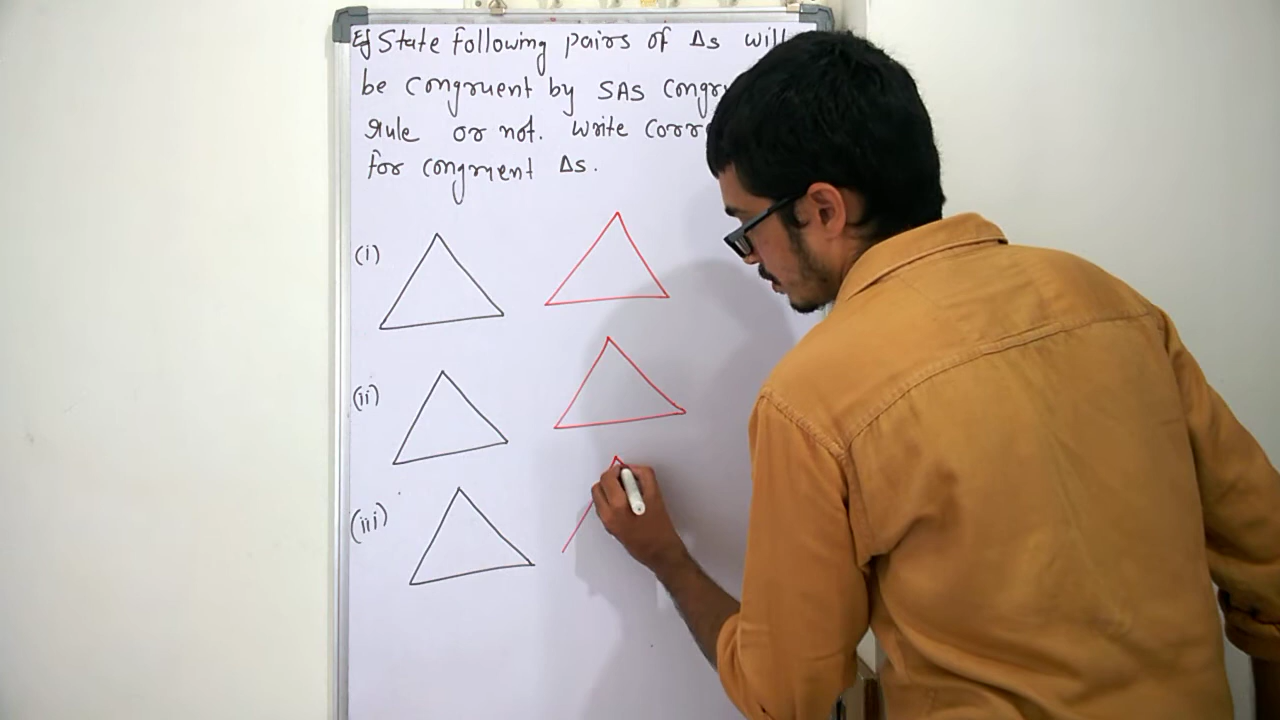 Eg State following pairs of Δs will
be congruent by SAS
rule or not. Write
for congruent Δs.
(i)
(ii)
(iii)